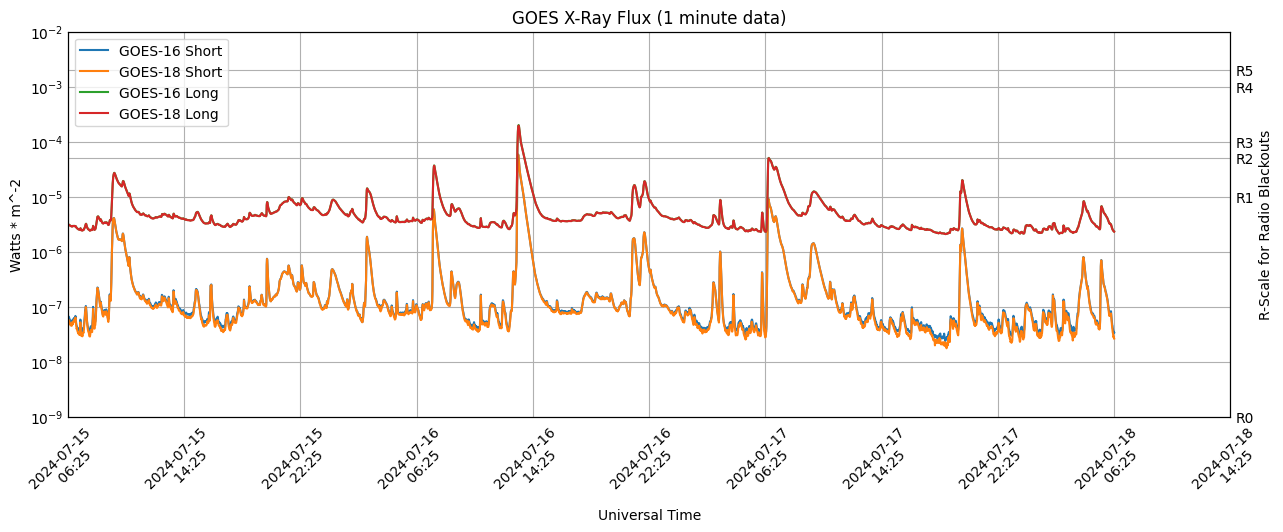 GOES X-Ray Flux (1 minute data)
GOES-16 Short
GOES-18 Short
GOES-16 Long
GOES-18 Long
Watts * m^-2
10⁻²
10⁻³
10⁻⁴
10⁻⁵
10⁻⁶
10⁻⁷
10⁻⁸
10⁻⁹
R5
R4
R3
R2
R1
R0
R-Scale for Radio Blackouts
2024-07-15
06:25
2024-07-15
14:25
2024-07-15
22:25
2024-07-16
06:25
2024-07-16
14:25
2024-07-16
22:25
2024-07-17
06:25
2024-07-17
14:25
2024-07-17
22:25
2024-07-18
06:25
2024-07-18
14:25
Universal Time